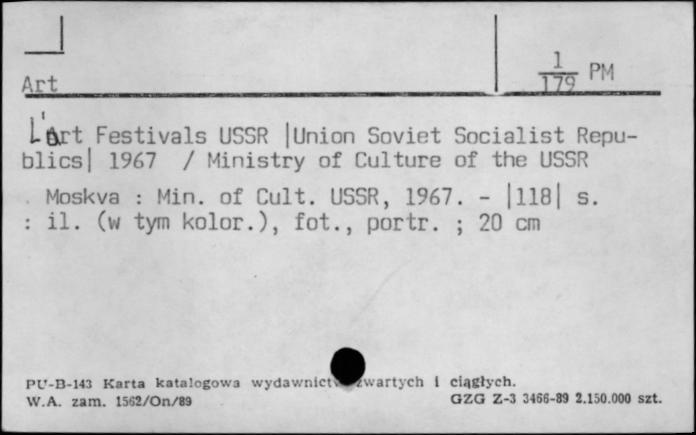 1
179 PM
Art
L'Art Festivals USSR |Union Soviet Socialist Repu-
blics| 1967 / Ministry of Culture of the USSR
Moskva : Min. of Cult. USSR, 1967. - |118| s.
: il. (w tym kolor.), fot., portr. ; 20 cm
PU-B-143 Karta katalogowa wydawnictw zwartych i ciągłych.
W.A. zam. 1562/On/89
GZG Z-3 3466-89 2.150.000 szt.